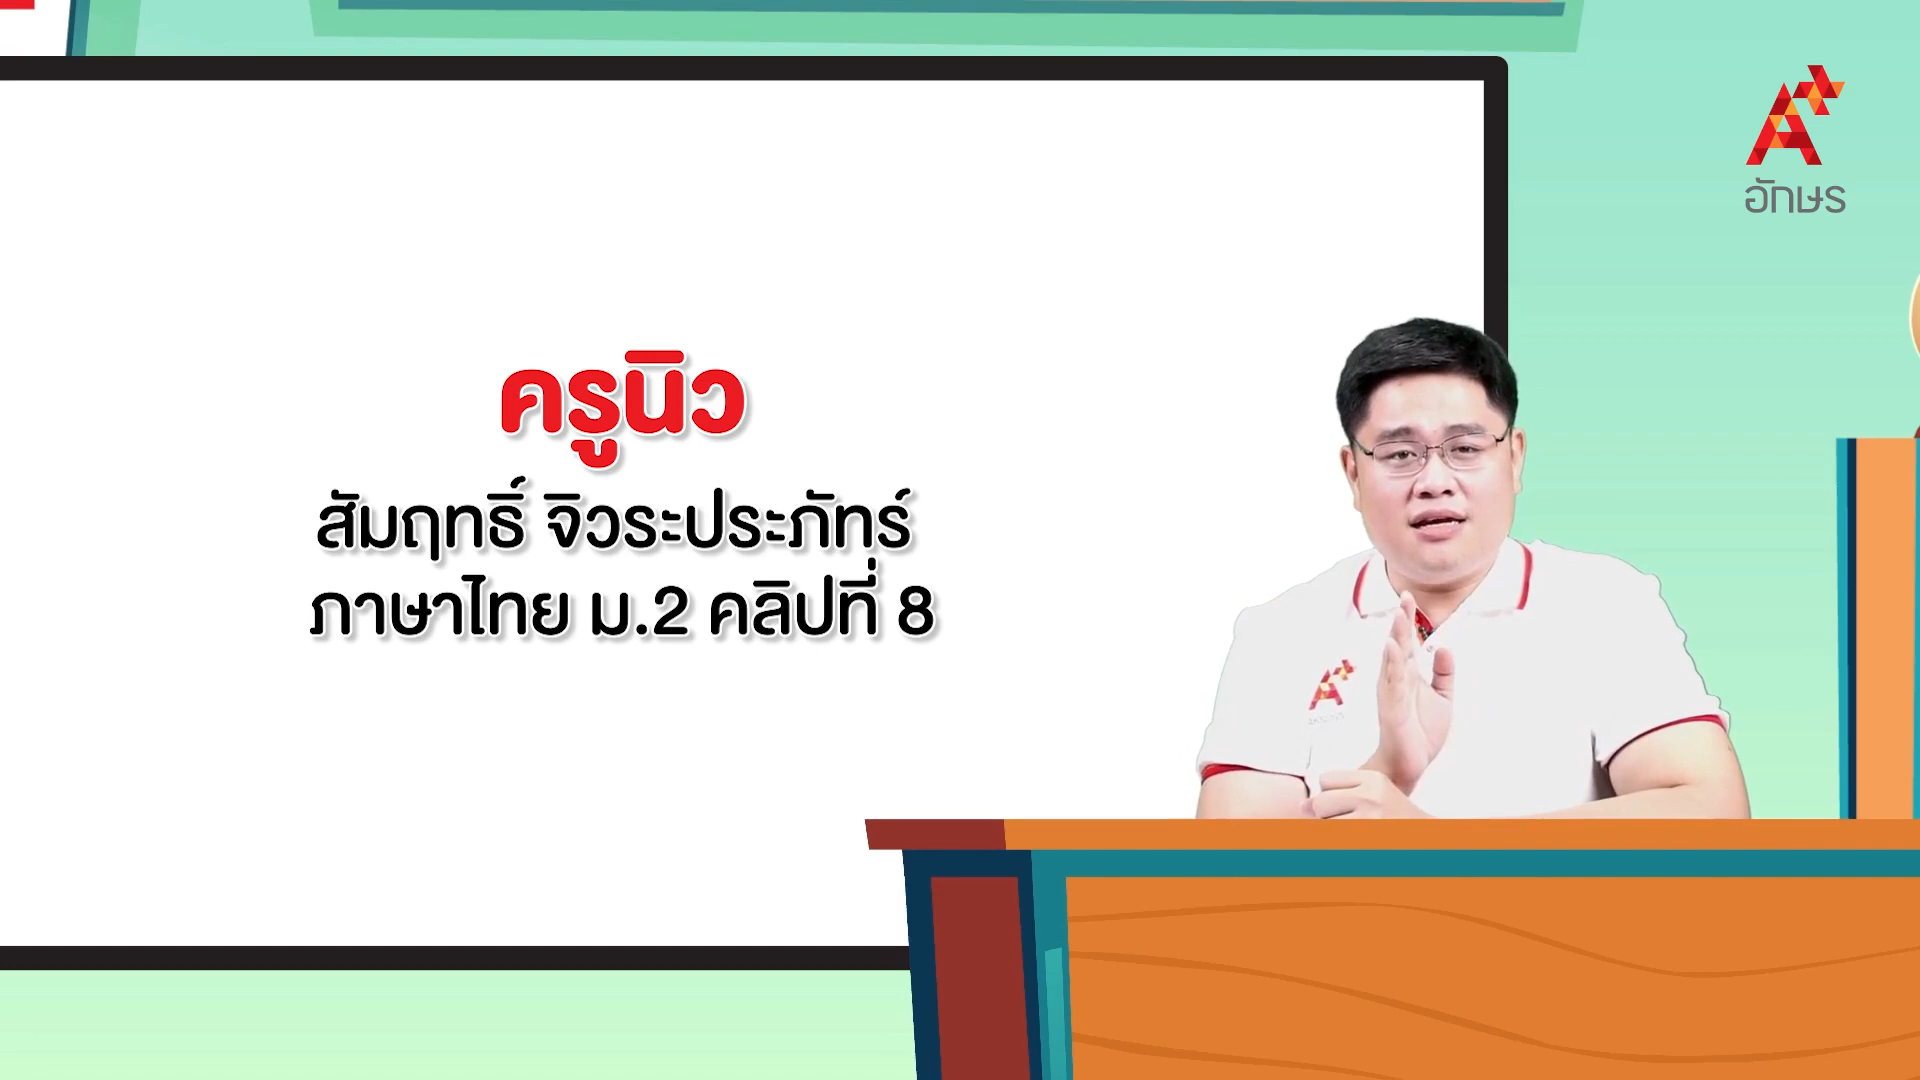 อักษร
ครูนิว
สัมฤทธิ์ จิวระประภัทร์
ภาษาไทย ม.2 คลิปที่ 8